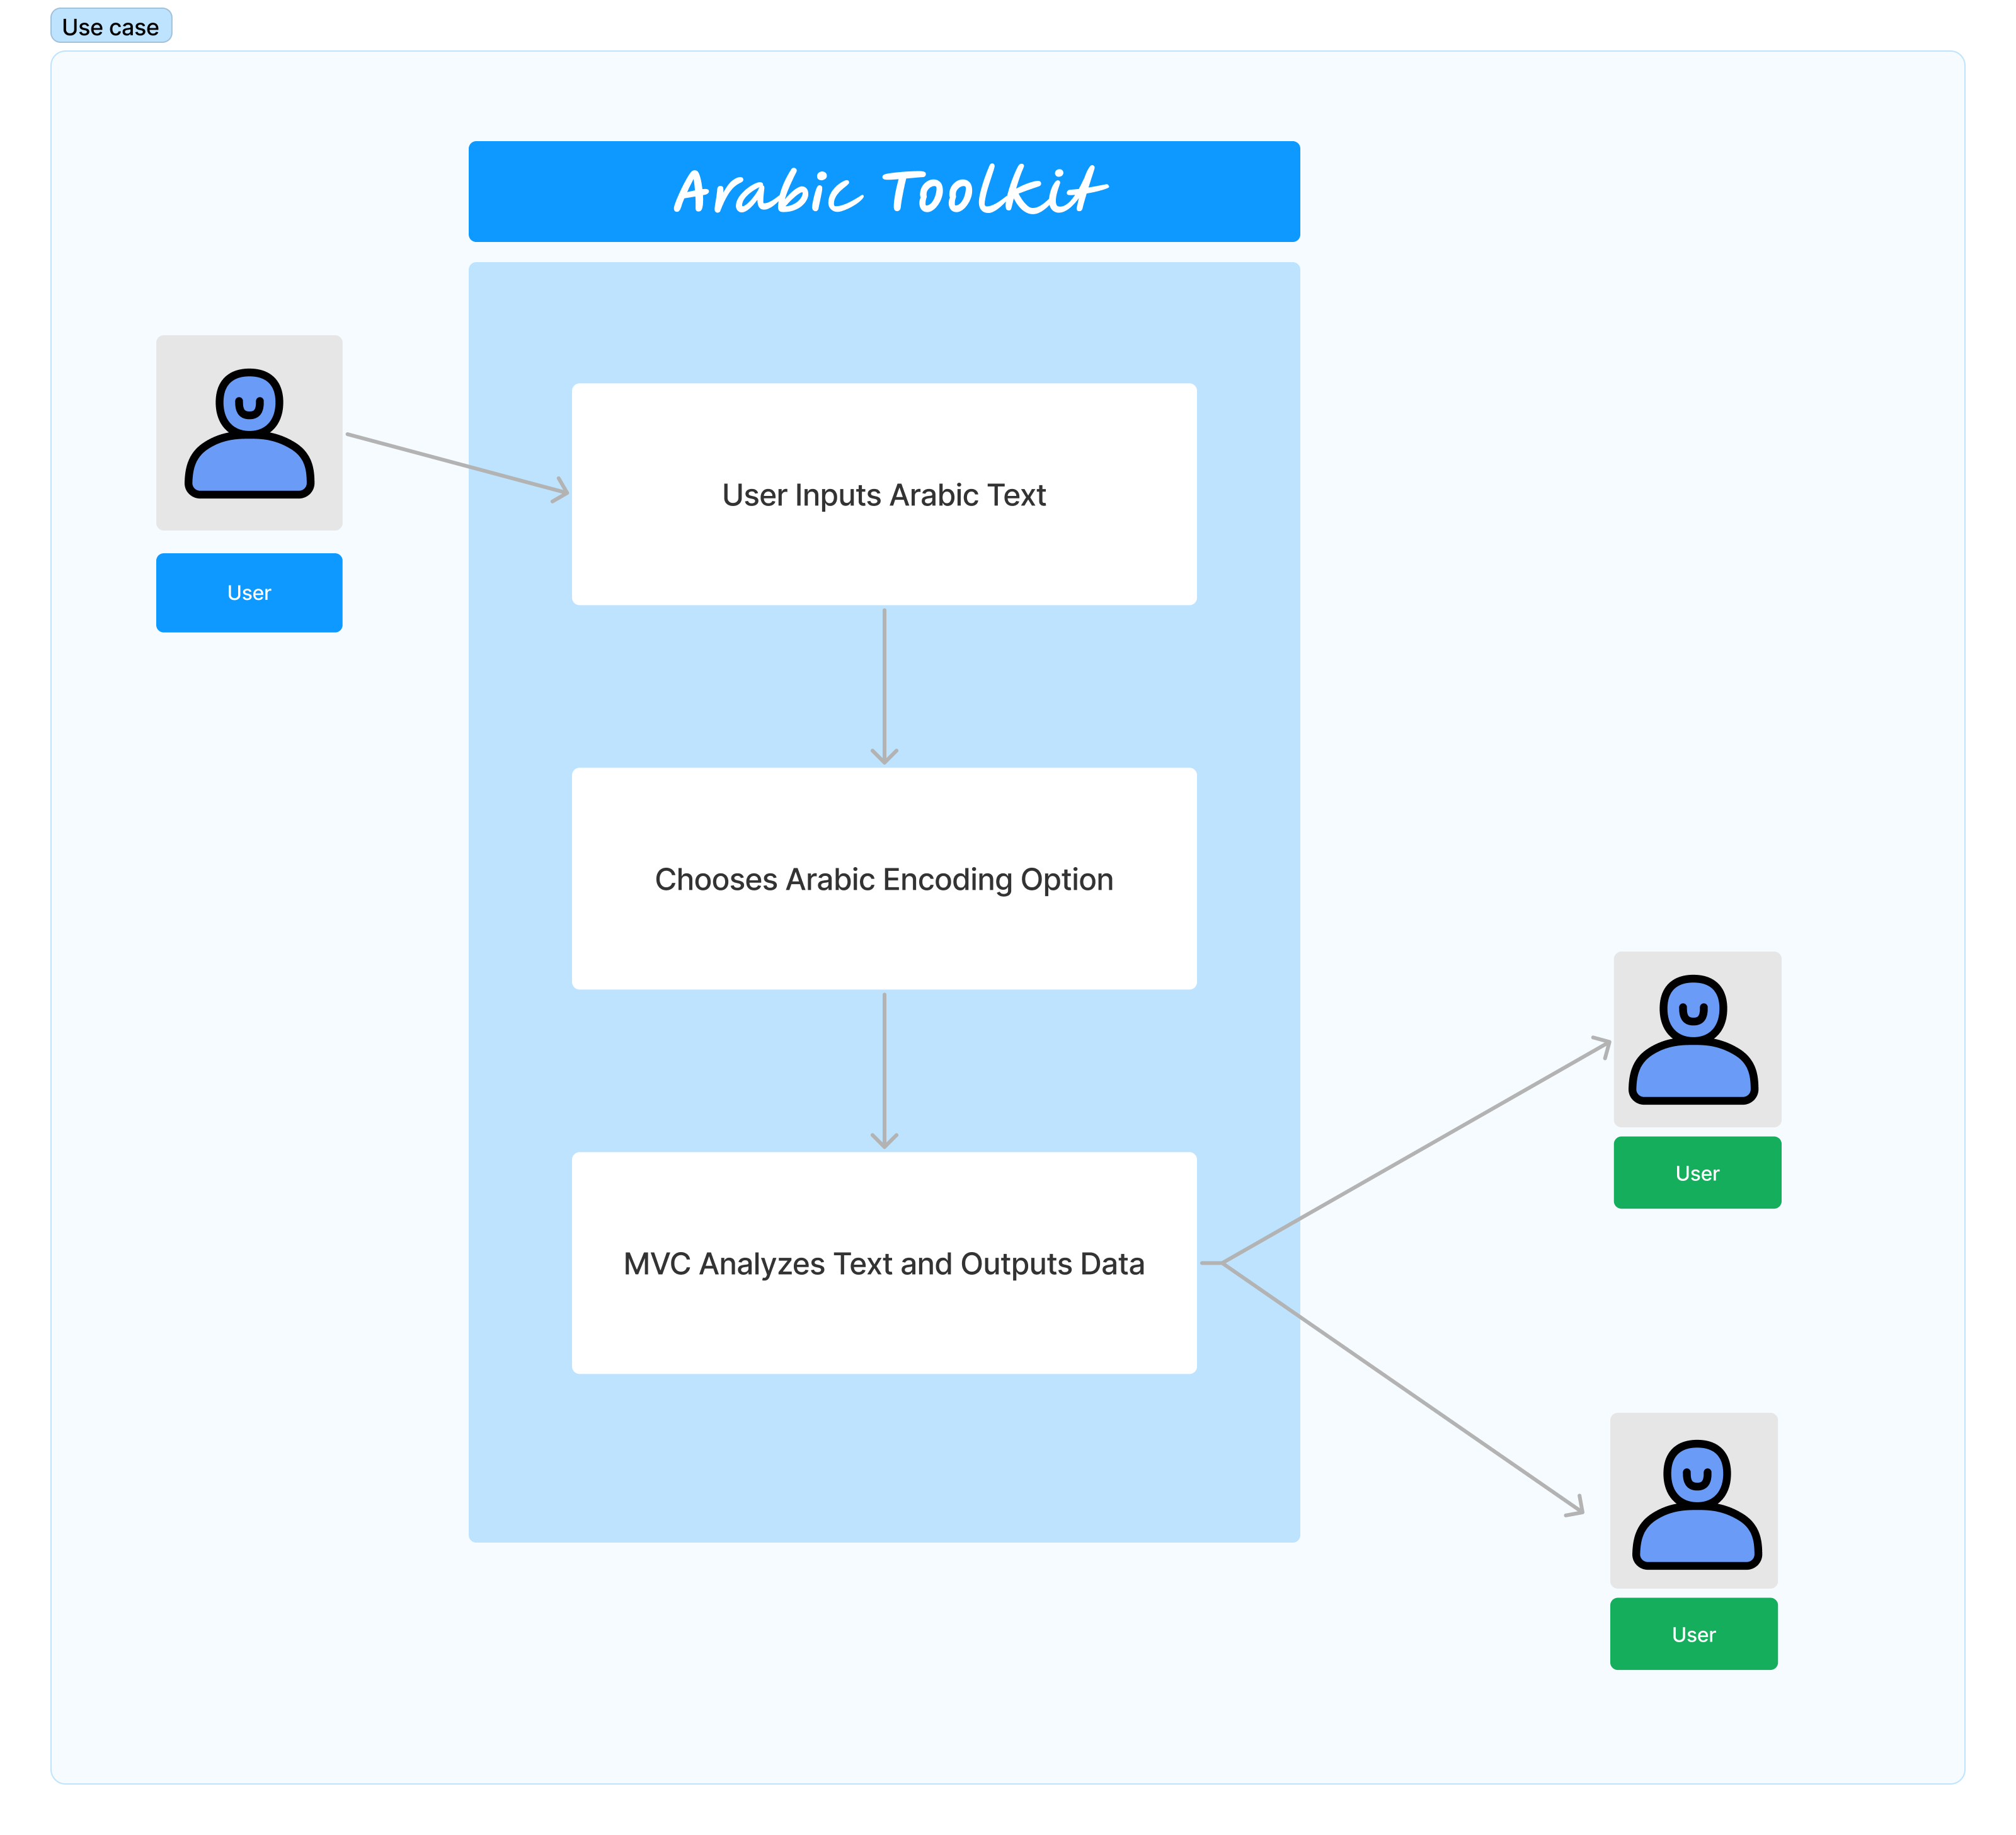 Use case
Arabic Toolkit
User Inputs Arabic Text
User
Chooses Arabic Encoding Option
MVC Analyzes Text and Outputs Data
User
User